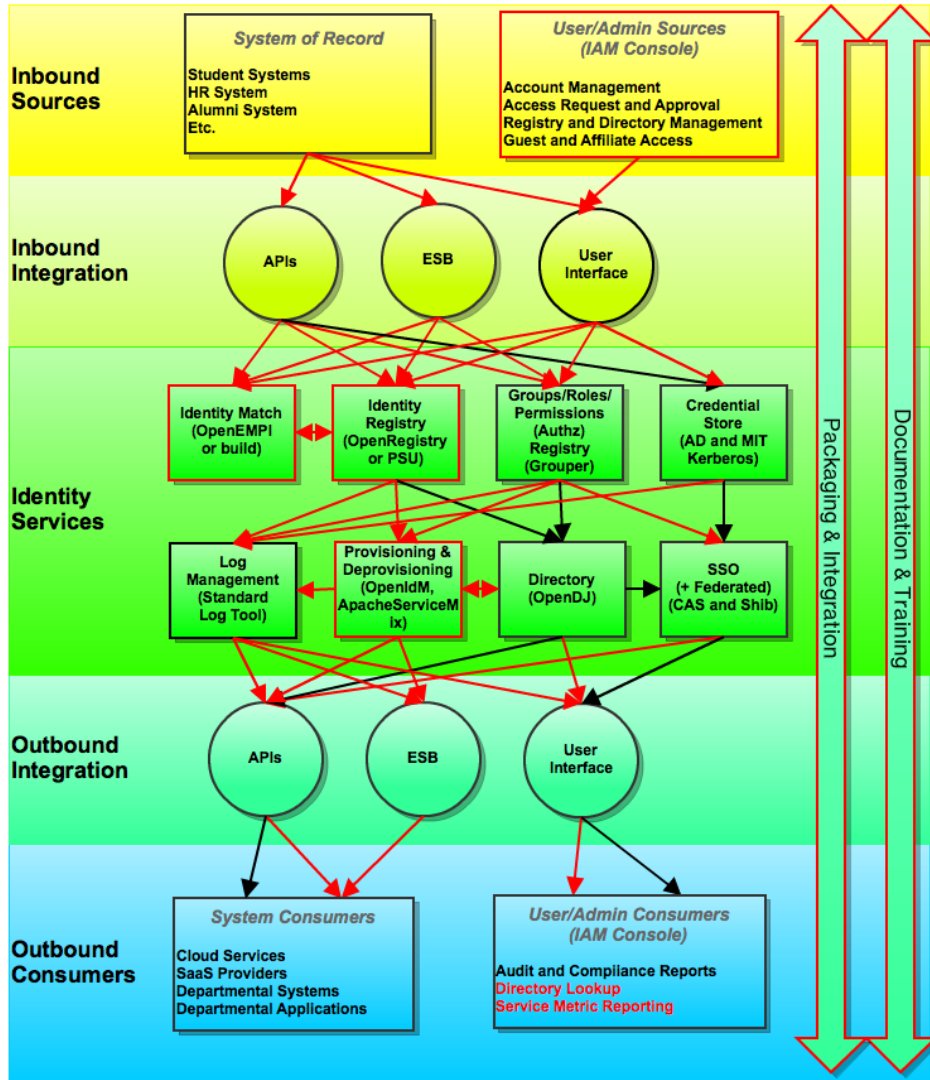 Inbound
Sources
System of Record
Student Systems
HR System
Alumni System
Etc.
User/Admin Sources
(IAM Console)
Account Management
Access Request and Approval
Registry and Directory Management
Guest and Affiliate Access
Inbound
Integration
APIs
ESB
User
Interface
Identity
Services
Identity Match
(OpenEMPI
or build)
Identity
Registry
(OpenRegistry
or PSU)
Groups/Roles/
Permissions
(Authz)
Registry
(Grouper)
Credential
Store
(AD and MIT
Kerberos)
Log
Management
(Standard
Log Tool)
Provisioning &
Deprovisioning
(OpenIdM,
ApacheServiceM
ix)
Directory
(OpenDJ)
SSO
(+ Federated)
(CAS and Shib)
Outbound
Integration
APIs
ESB
User
Interface
Outbound
Consumers
System Consumers
Cloud Services
SaaS Providers
Departmental Systems
Departmental Applications
User/Admin Consumers
(IAM Console)
Audit and Compliance Reports
Directory Lookup
Service Metric Reporting
Packaging & Integration
Documentation & Training